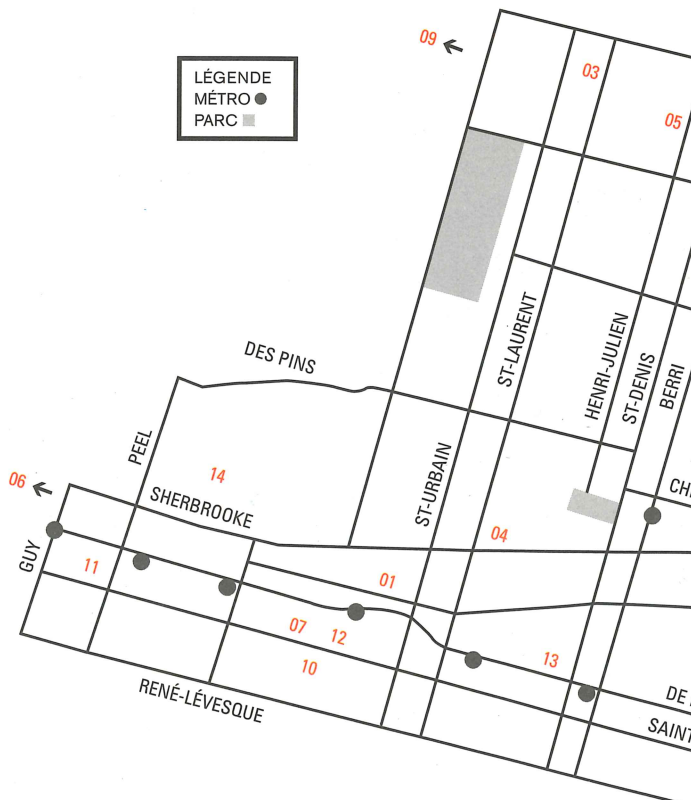 LÉGENDE
MÉTRO
PARC
09
03
05
DES PINS
ST-LAURENT
HENRI-JULIEN
ST-DENIS
BERRI
PEEL
14
ST-URBAIN
06
SHERBROOKE
04
GUY
11
01
07
12
13
10
RENÉ-LÉVESQUE
SAINT